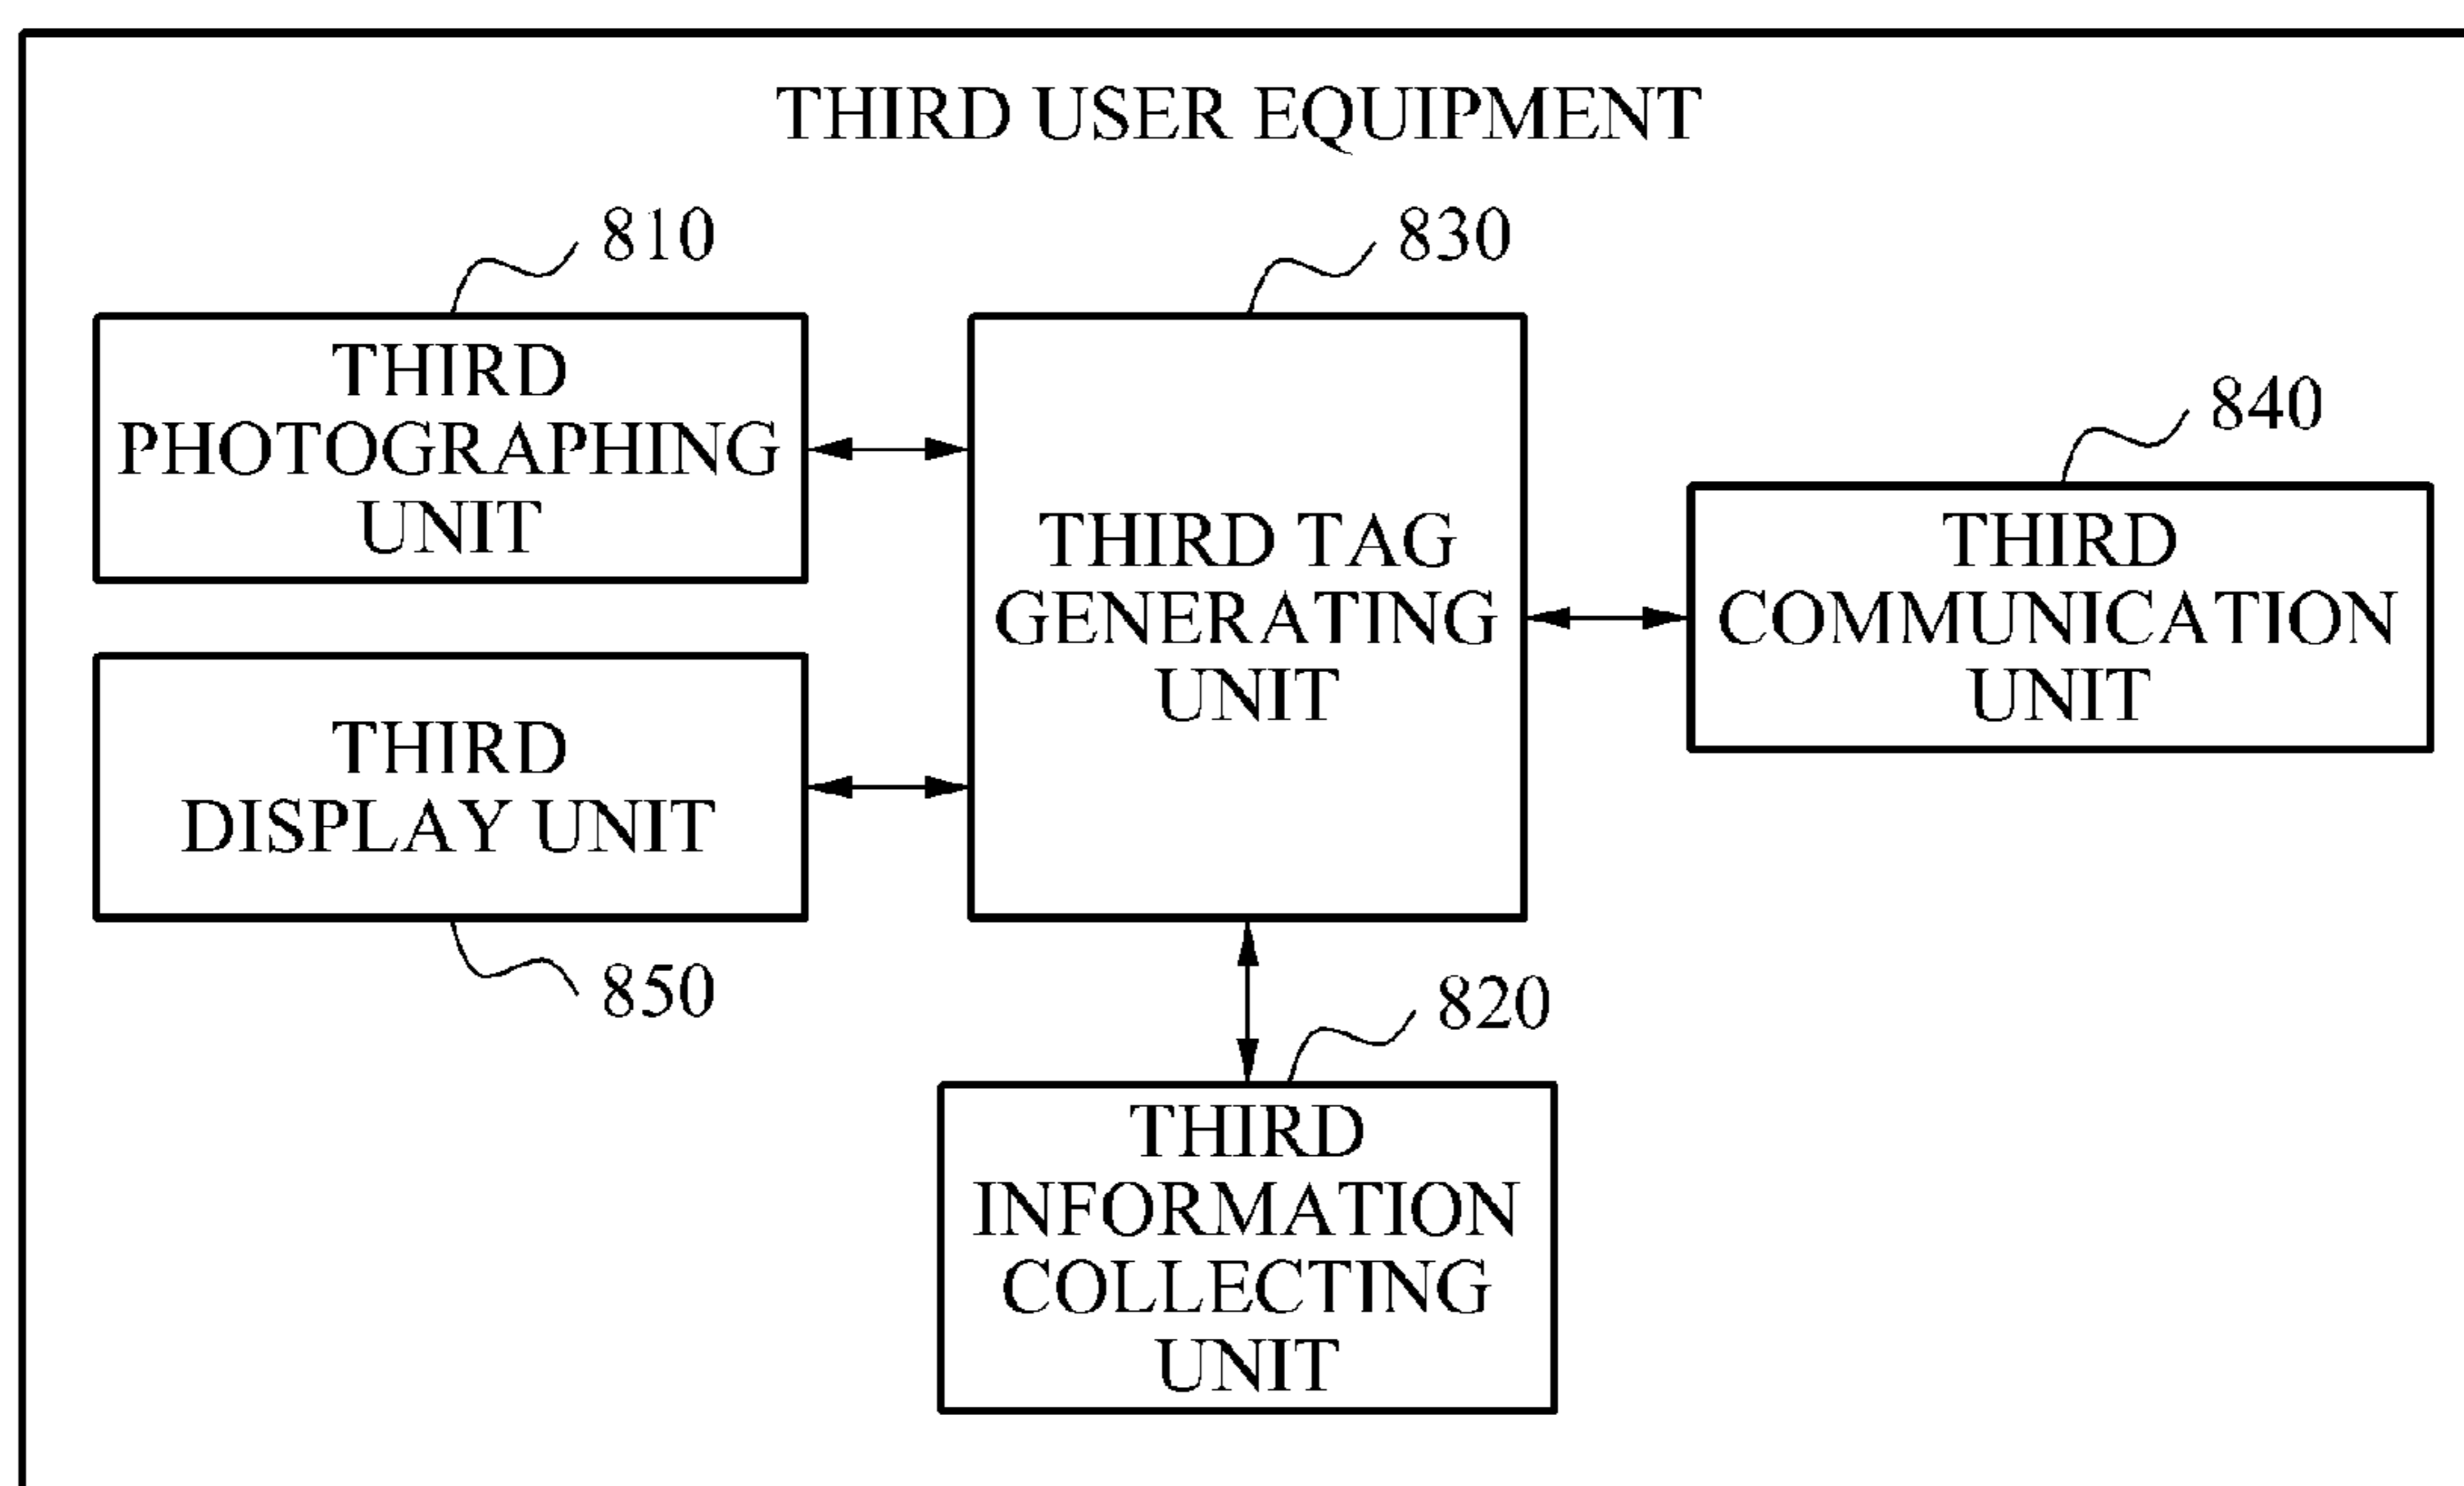 THIRD USER EQUIPMENT
810
830
THIRD
PHOTOGRAPHING
UNIT
840
THIRD TAG
GENERATING
UNIT
THIRD
COMMUNICATION
UNIT
THIRD
DISPLAY UNIT
850
820
THIRD
INFORMATION
COLLECTING
UNIT